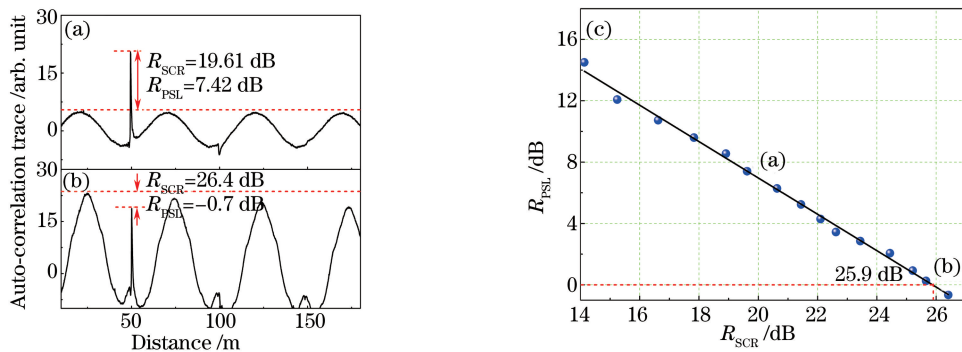 Auto-correlation trace /arb. unit
30
(a)
R_SCR=19.61 dB
R_PSL=7.42 dB
15
0
30
(b)
R_SCR=26.4 dB
R_PSL=−0.7 dB
15
0
50 100 150
Distance /m
(c)
R_PSL/dB
16
12
8
4
0
(a)
25.9 dB
(b)
14 16 18 20 22 24 26
R_SCR /dB